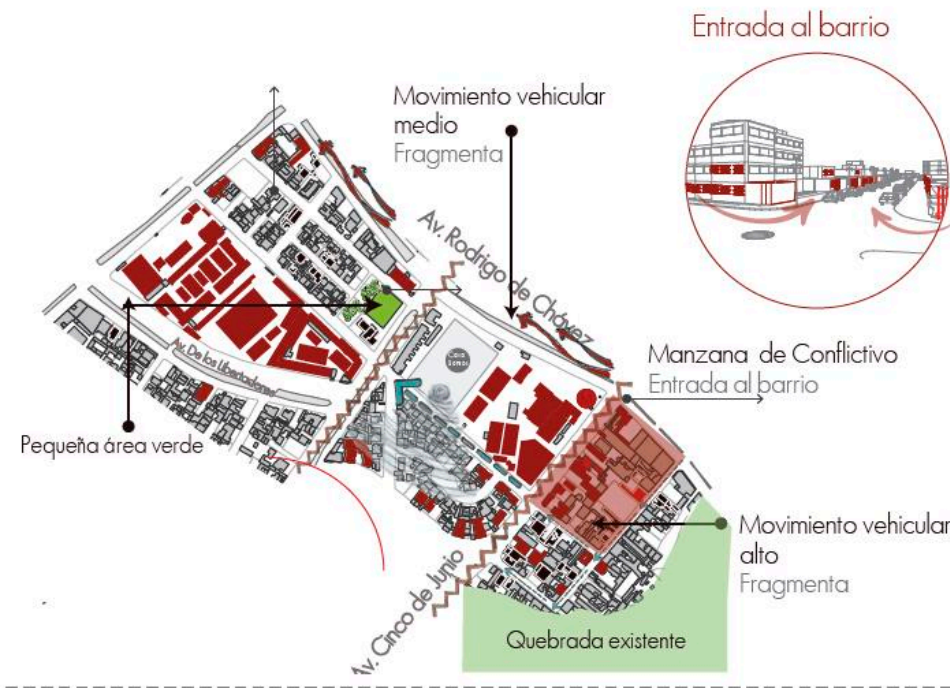 Entrada al barrio
Movimiento vehicular
medio
Fragmenta
Av. Rodrigo de Chávez
Manzana de Conflictivo
Entrada al barrio
Av. De los Libertadores
Pequeña área verde
Movimiento vehicular
alto
Fragmenta
Av. Cinco de Junio
Quebrada existente